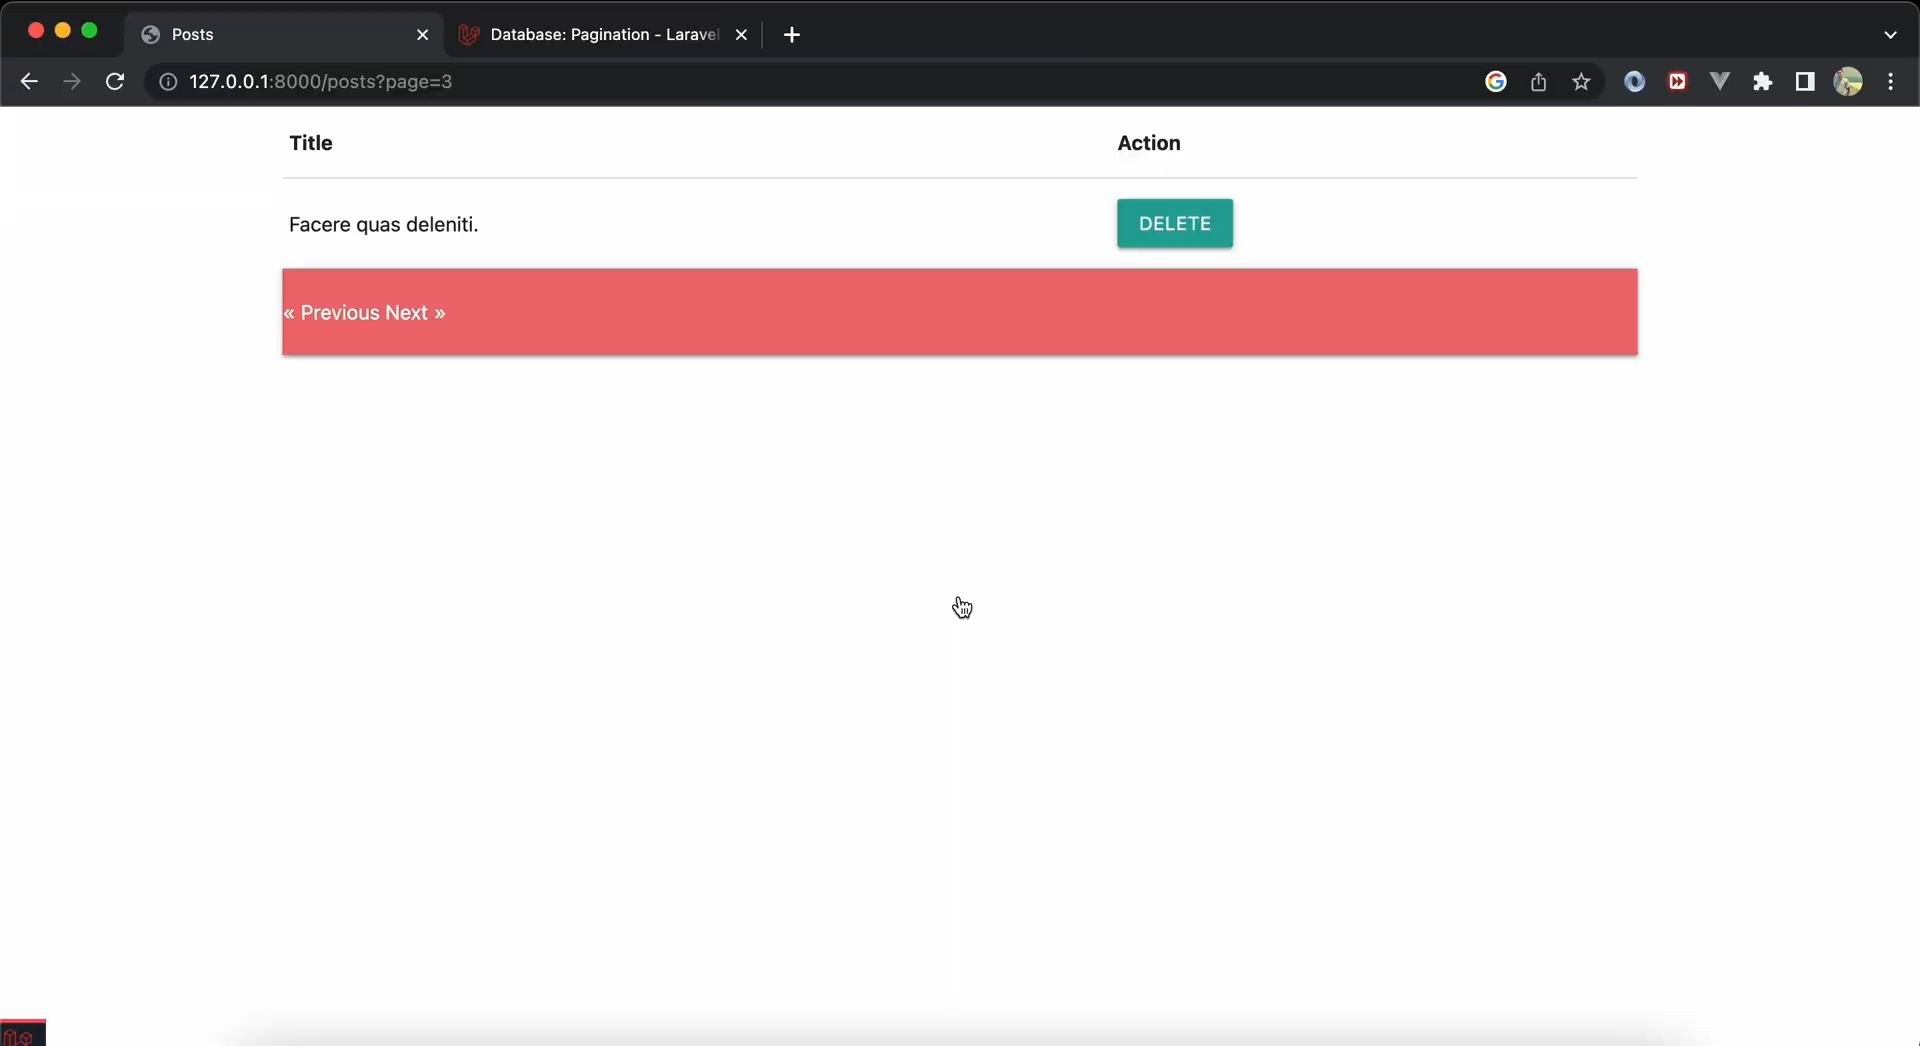 Posts
Database: Pagination - Laravel
127.0.0.1:8000/posts?page=3
Title Action
Facere quas deleniti. DELETE
« Previous Next »